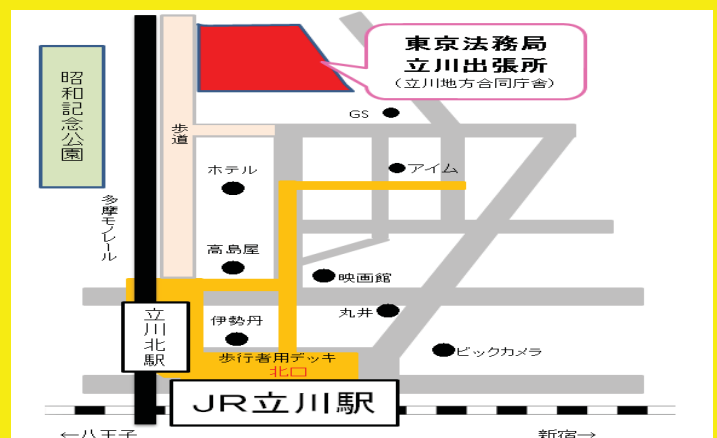 東京法務局
立川出張所
(立川地方合同庁舎)
昭和記念公園
歩道
GS
ホテル
アイム
多摩モノレール
高島屋
映画館
丸井
伊勢丹
立川北駅
ビックカメラ
歩行者用デッキ
北口
JR立川駅
←八王子
新宿→